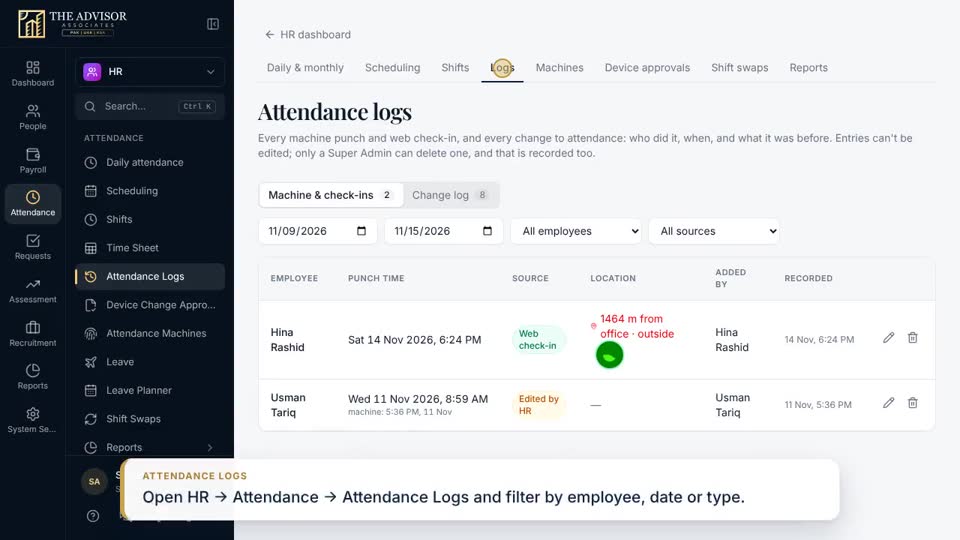 THE ADVISOR
ASSOCIATES
Dashboard
People
Payroll
Attendance
Requests
Assessment
Recruitment
Reports
System Se...
HR
Search... Ctrl K
ATTENDANCE
Daily attendance
Scheduling
Shifts
Time Sheet
Attendance Logs
Device Change Appro...
Attendance Machines
Leave
Leave Planner
Shift Swaps
Reports
SA
← HR dashboard
Daily & monthly Scheduling Shifts Logs Machines Device approvals Shift swaps Reports
Attendance logs
Every machine punch and web check-in, and every change to attendance: who did it, when, and what it was before. Entries can't be
edited; only a Super Admin can delete one, and that is recorded too.
Machine & check-ins 2 Change log 8
11/09/2026 11/15/2026 All employees All sources
EMPLOYEE PUNCH TIME SOURCE LOCATION ADDED
BY RECORDED
Hina
Rashid
Sat 14 Nov 2026, 6:24 PM
Web
check-in
1464 m from
office · outside
Hina
Rashid
14 Nov, 6:24 PM
Usman
Tariq
Wed 11 Nov 2026, 8:59 AM
machine: 5:36 PM, 11 Nov
Edited by
HR
—
Usman
Tariq
11 Nov, 5:36 PM
ATTENDANCE LOGS
Open HR → Attendance → Attendance Logs and filter by employee, date or type.